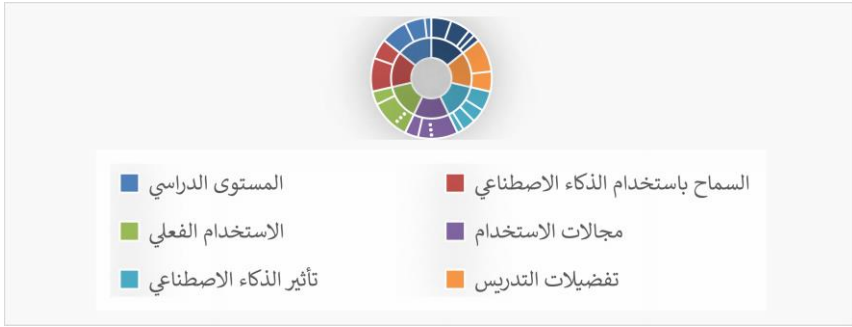 السماح باستخدام الذكاء الاصطناعي
المستوى الدراسي
مجالات الاستخدام
الاستخدام الفعلي
تفضيلات التدريس
تأثير الذكاء الاصطناعي